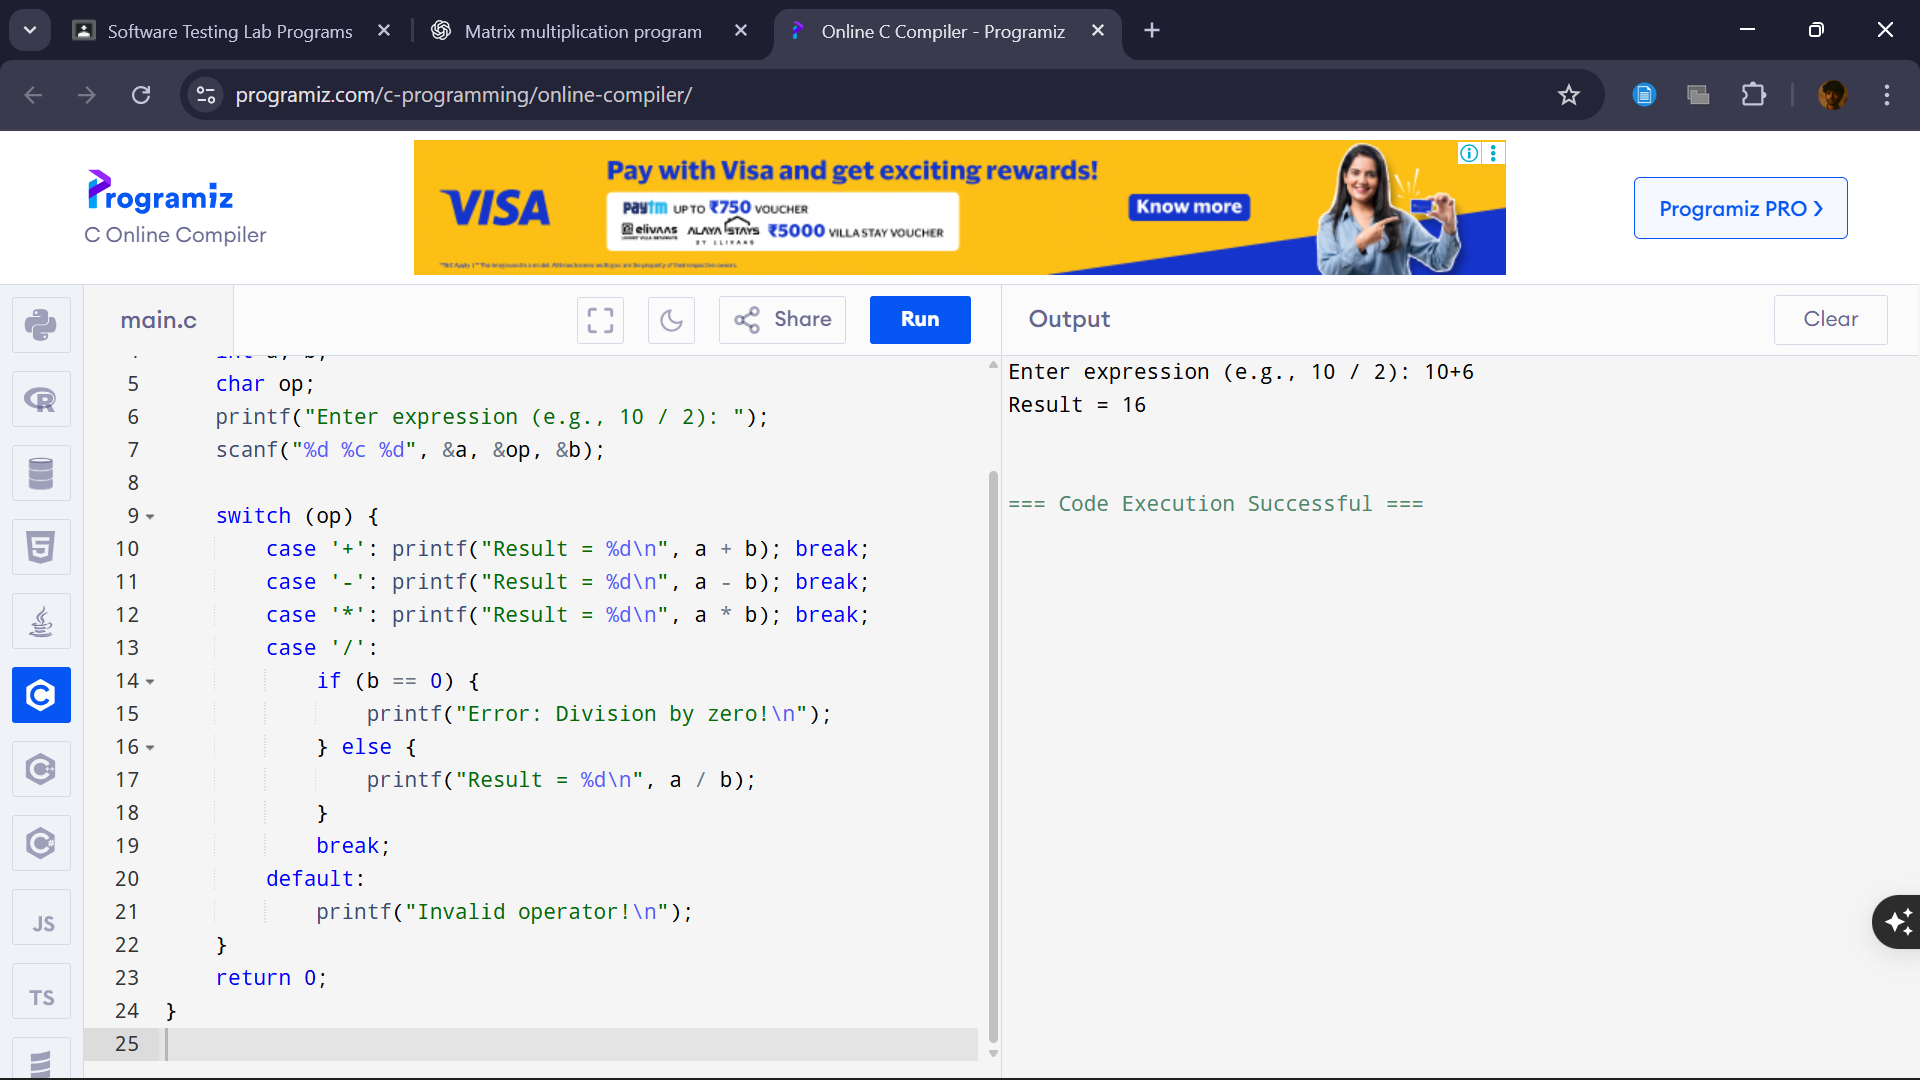 Software Testing Lab Programs
Matrix multiplication program
Online C Compiler - Programiz
programiz.com/c-programming/online-compiler/
Programiz
C Online Compiler
VISA
Pay with Visa and get exciting rewards!
paytm UP TO ₹750 VOUCHER
elivaas ALAYA STAYS ₹5000 VILLA STAY VOUCHER
BY ELIVAAS
Know more
Programiz PRO
main.c
Share
Run
Output
Clear
5 char op;
6 printf("Enter expression (e.g., 10 / 2): ");
7 scanf("%d %c %d", &a, &op, &b);
8
9 switch (op) {
10 case '+': printf("Result = %d\n", a + b); break;
11 case '-': printf("Result = %d\n", a - b); break;
12 case '*': printf("Result = %d\n", a * b); break;
13 case '/':
14 if (b == 0) {
15 printf("Error: Division by zero!\n");
16 } else {
17 printf("Result = %d\n", a / b);
18 }
19 break;
20 default:
21 printf("Invalid operator!\n");
22 }
23 return 0;
24 }
25
Enter expression (e.g., 10 / 2): 10+6
Result = 16
=== Code Execution Successful ===
JS
TS